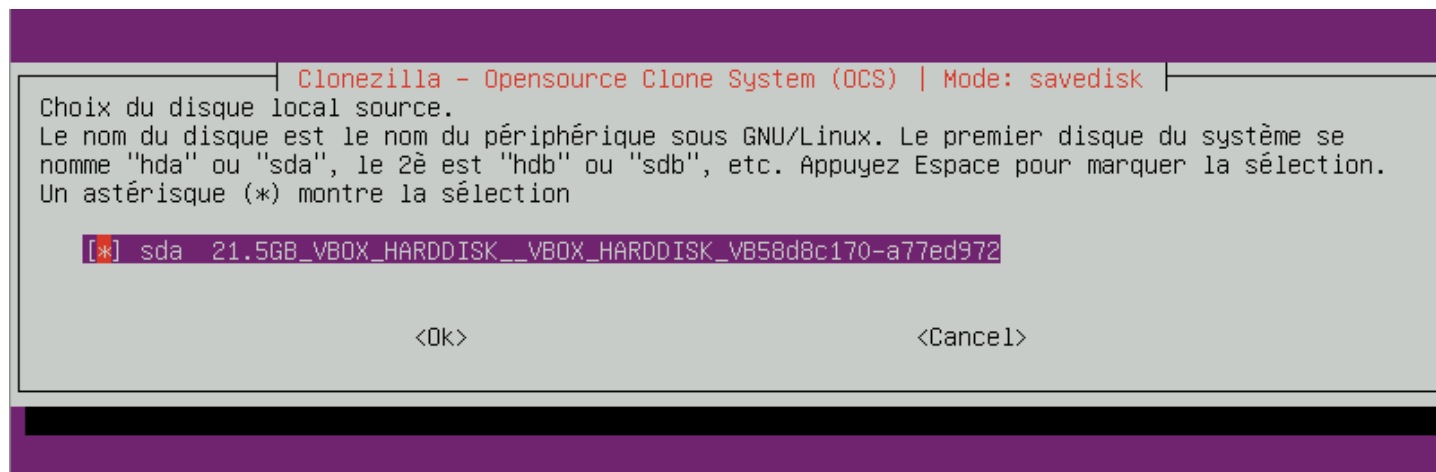 Clonezilla - Opensource Clone System (OCS) | Mode: savedisk
Choix du disque local source.
Le nom du disque est le nom du périphérique sous GNU/Linux. Le premier disque du système se
nomme "hda" ou "sda", le 2è est "hdb" ou "sdb", etc. Appuyez Espace pour marquer la sélection.
Un astérisque (*) montre la sélection
[*] sda 21.5GB_VBOX_HARDDISK__VBOX_HARDDISK_VB58d8c170-a77ed972
<Ok> <Cancel>